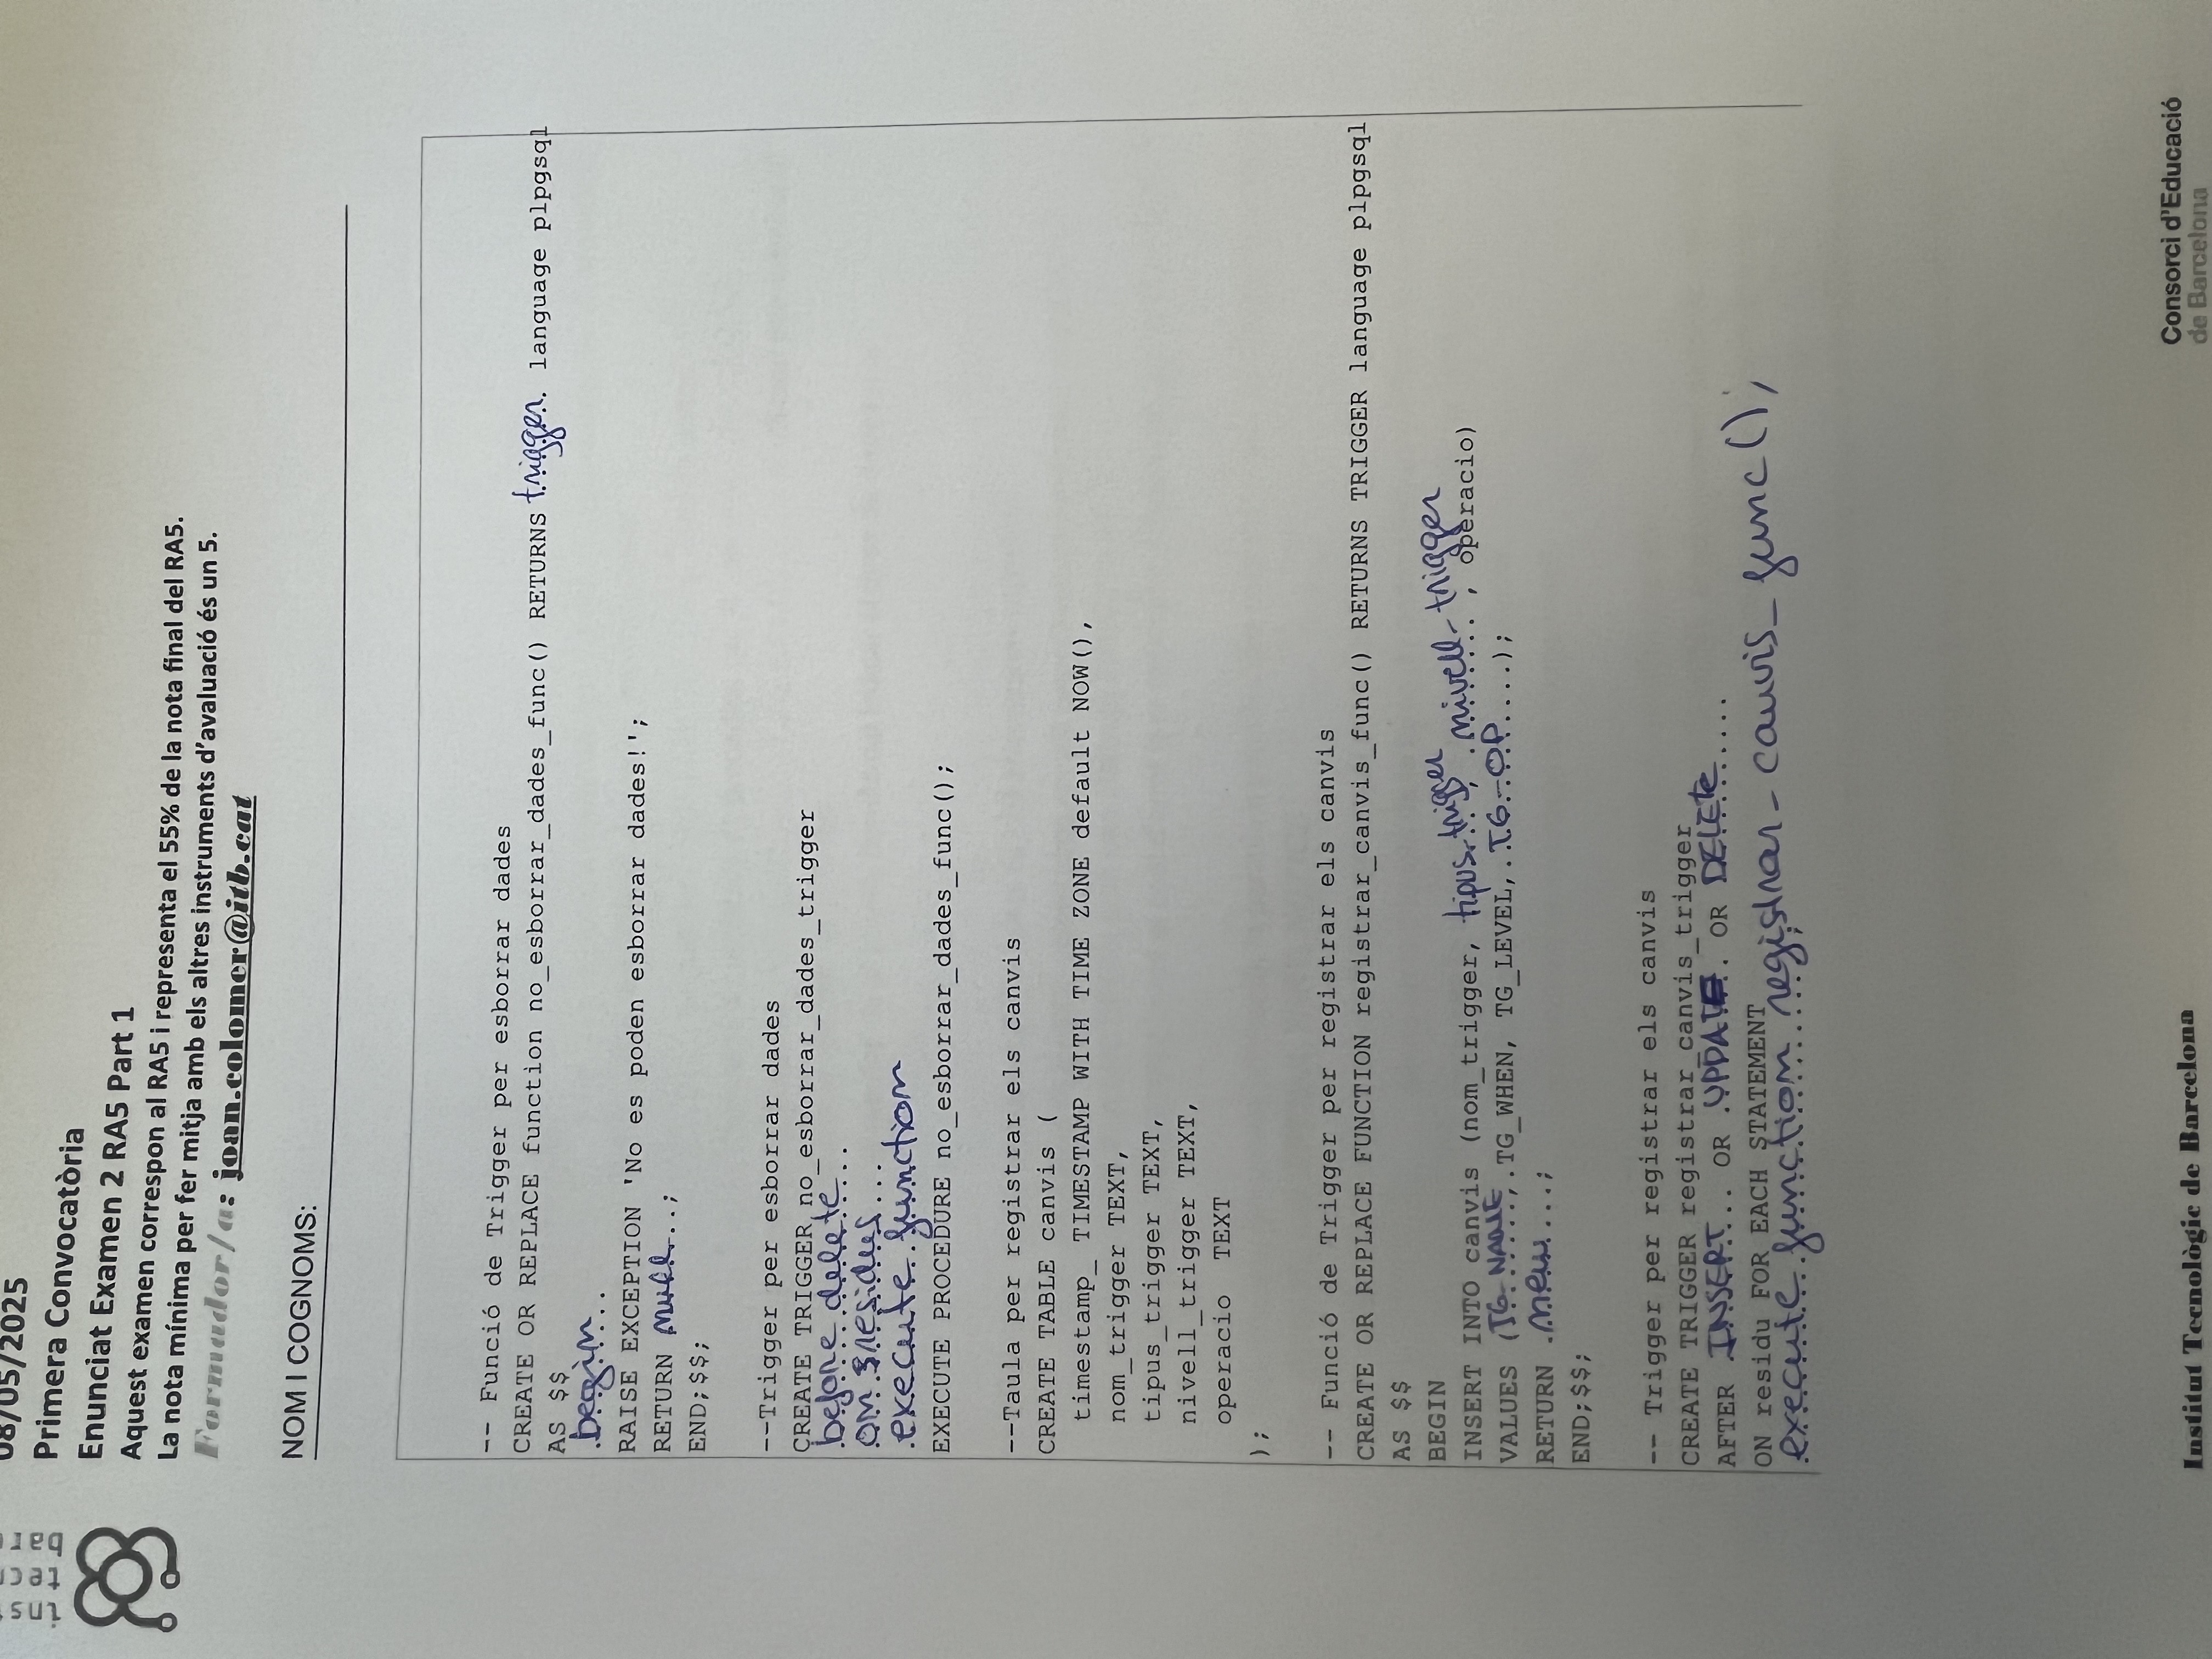 08/05/2025
Primera Convocatòria
Enunciat Examen 2 RA5 Part 1
Aquest examen correspon al RA5 i representa el 55% de la nota final del RA5.
La nota mínima per fer mitja amb els altres instruments d'avaluació és un 5.
Formador/a: joan.colomer@itb.cat
NOM I COGNOMS:
-- Funció de Trigger per esborrar dades
CREATE OR REPLACE function no_esborrar_dades_func() RETURNS trigger. language plpgsql
AS $$
begin
RAISE EXCEPTION 'No es poden esborrar dades!';
RETURN null..;
END;$$;
--Trigger per esborrar dades
CREATE TRIGGER no_esborrar_dades_trigger
before delete
on residus...
execute function
EXECUTE PROCEDURE no_esborrar_dades_func();
--Taula per registrar els canvis
CREATE TABLE canvis (
timestamp_ TIMESTAMP WITH TIME ZONE default NOW(),
nom_trigger TEXT,
tipus_trigger TEXT,
nivell_trigger TEXT,
operacio TEXT
);
-- Funció de Trigger per registrar els canvis
CREATE OR REPLACE FUNCTION registrar_canvis_func() RETURNS TRIGGER language plpgsql
AS $$
BEGIN
INSERT INTO canvis (nom_trigger, tipus_trigger, nivell_trigger, operacio)
VALUES (TG_NAME, .TG_WHEN, TG_LEVEL, .TG-OP....);
RETURN .new....;
END;$$;
-- Trigger per registrar els canvis
CREATE TRIGGER registrar_canvis_trigger
AFTER INSERT... OR UPDATE. OR DELETE.....
ON residu FOR EACH STATEMENT
execute function registrar_canvis_func();
Institut Tecnològic de Barcelona
Consorci d'Educació
de Barcelona